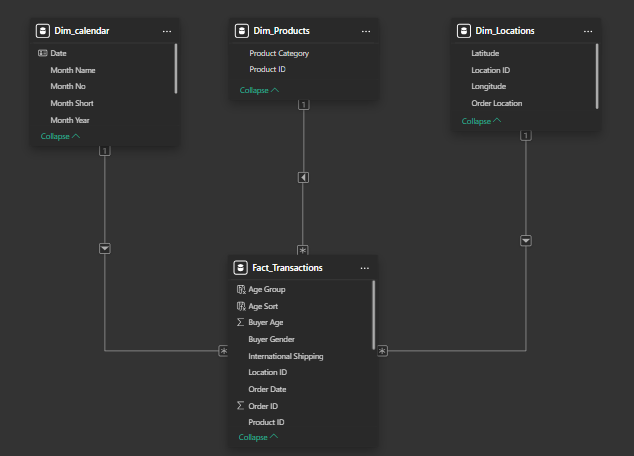 Dim_calendar
Date
Month Name
Month No
Month Short
Month Year
Collapse
Dim_Products
Product Category
Product ID
Collapse
Dim_Locations
Latitude
Location ID
Longitude
Order Location
Collapse
1
1
1
*
*
*
Fact_Transactions
Age Group
Age Sort
Buyer Age
Buyer Gender
International Shipping
Location ID
Order Date
Order ID
Product ID
Collapse